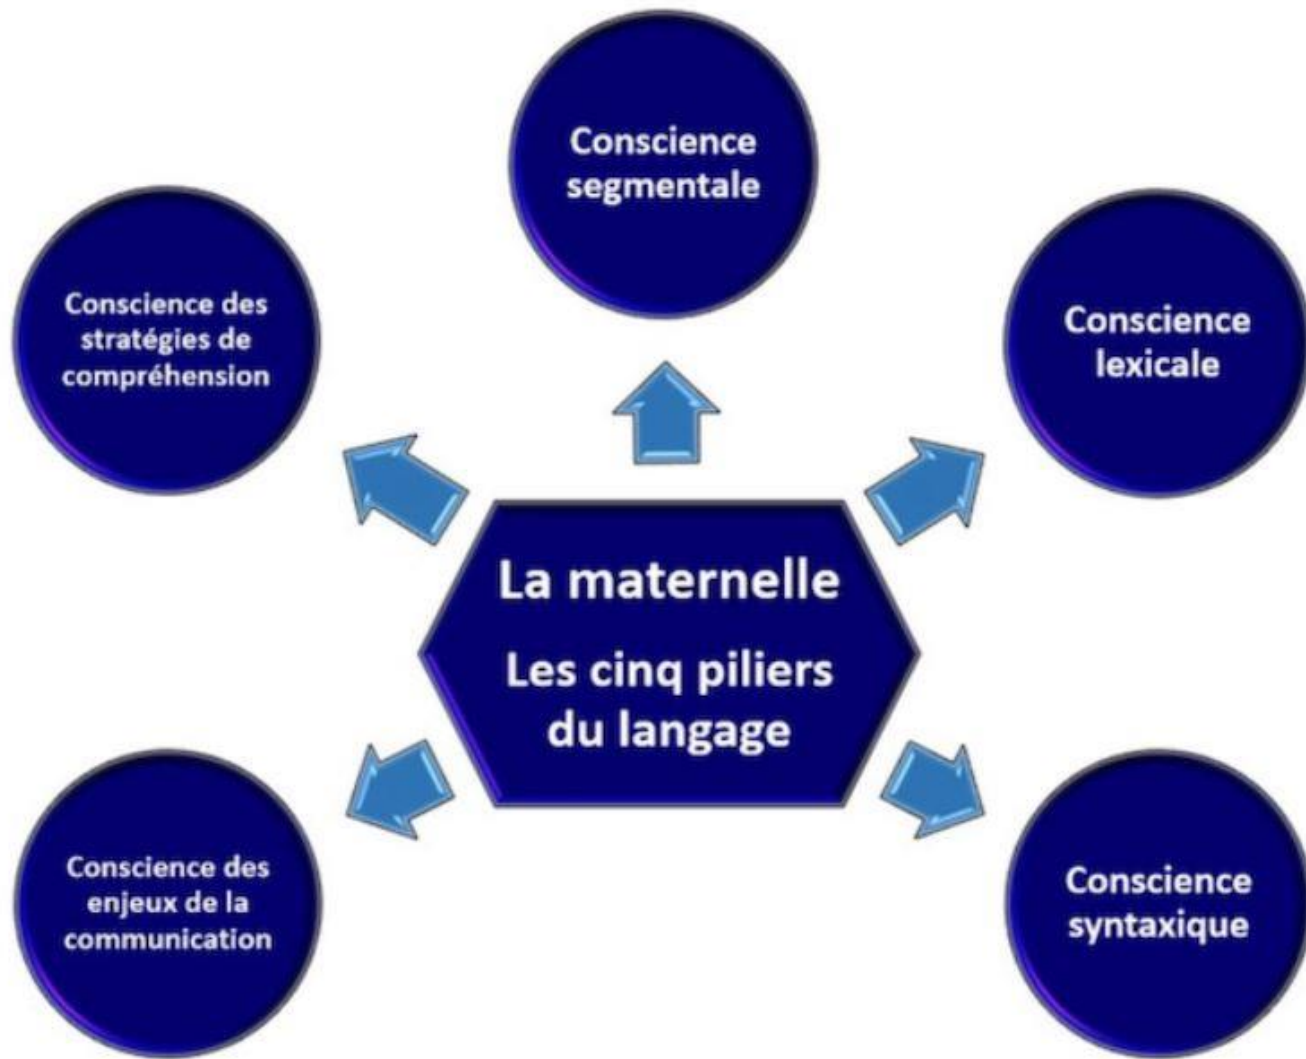 Conscience
segmentale
Conscience des
stratégies de
compréhension
Conscience
lexicale
La maternelle
Les cinq piliers
du langage
Conscience des
enjeux de la
communication
Conscience
syntaxique